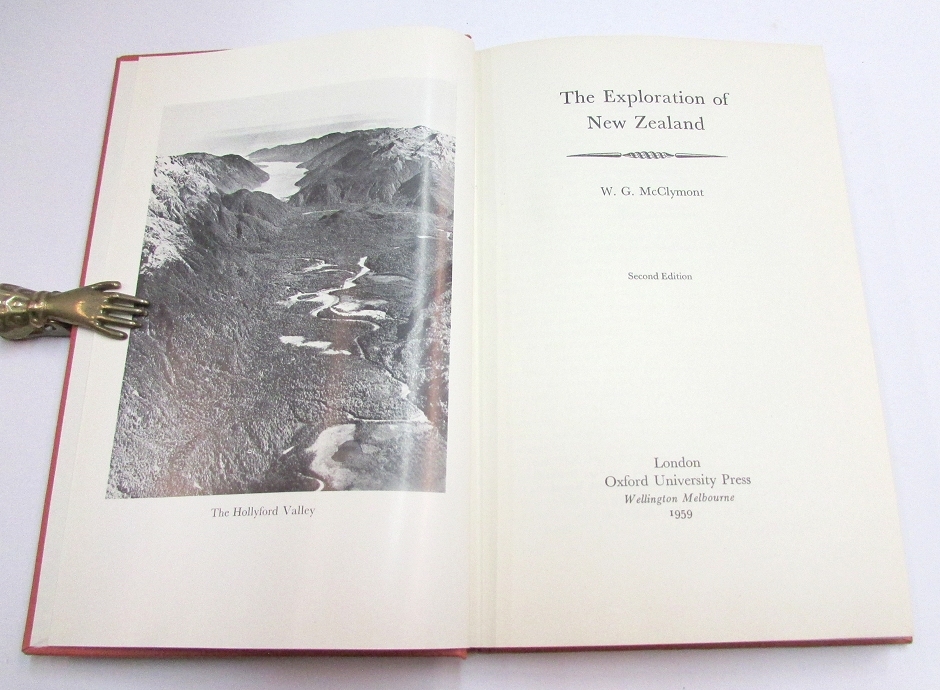 The Hollyford Valley
The Exploration of
New Zealand
W. G. McClymont
Second Edition
London
Oxford University Press
Wellington Melbourne
1959